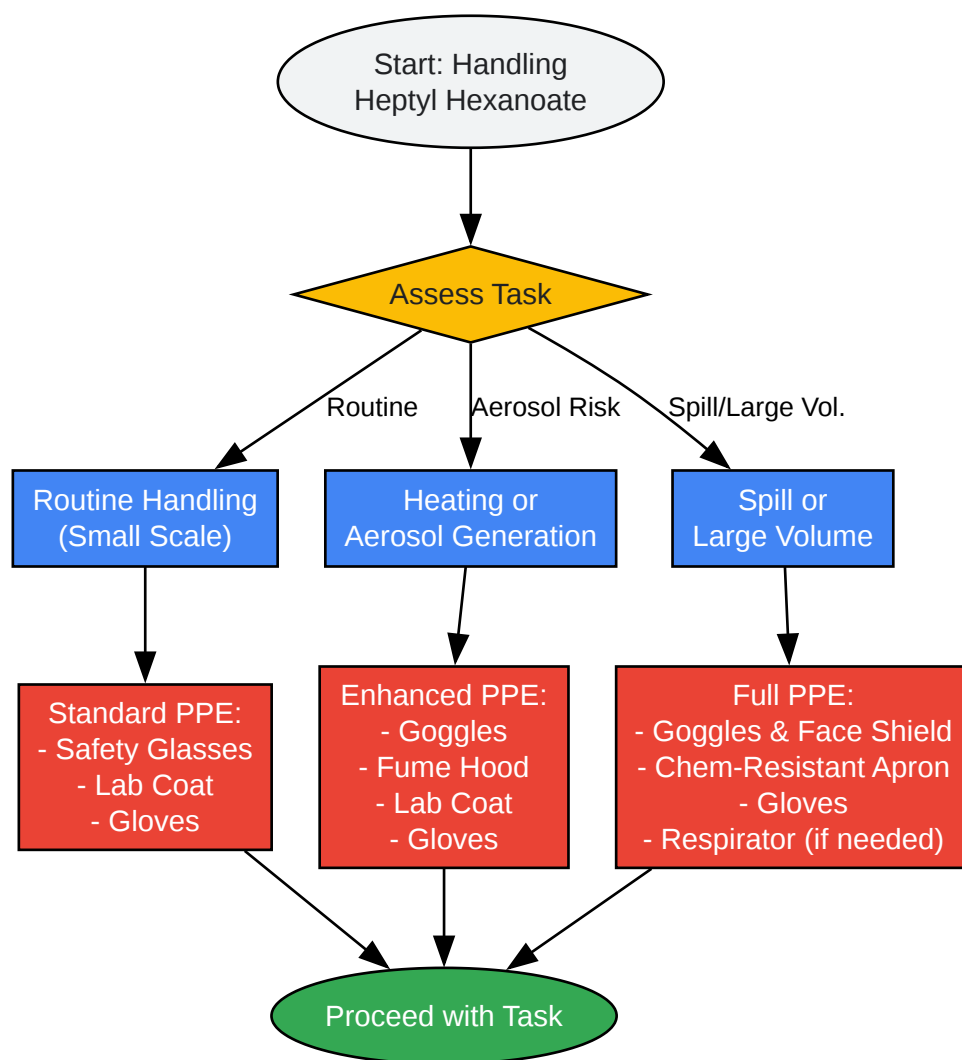 Start: Handling
Heptyl Hexanoate
Assess Task
Routine
Aerosol Risk
Spill/Large Vol.
Routine Handling
(Small Scale)
Heating or
Aerosol Generation
Spill or
Large Volume
Standard PPE:
- Safety Glasses
- Lab Coat
- Gloves
Enhanced PPE:
- Goggles
- Fume Hood
- Lab Coat
- Gloves
Full PPE:
- Goggles & Face Shield
- Chem-Resistant Apron
- Gloves
- Respirator (if needed)
Proceed with Task